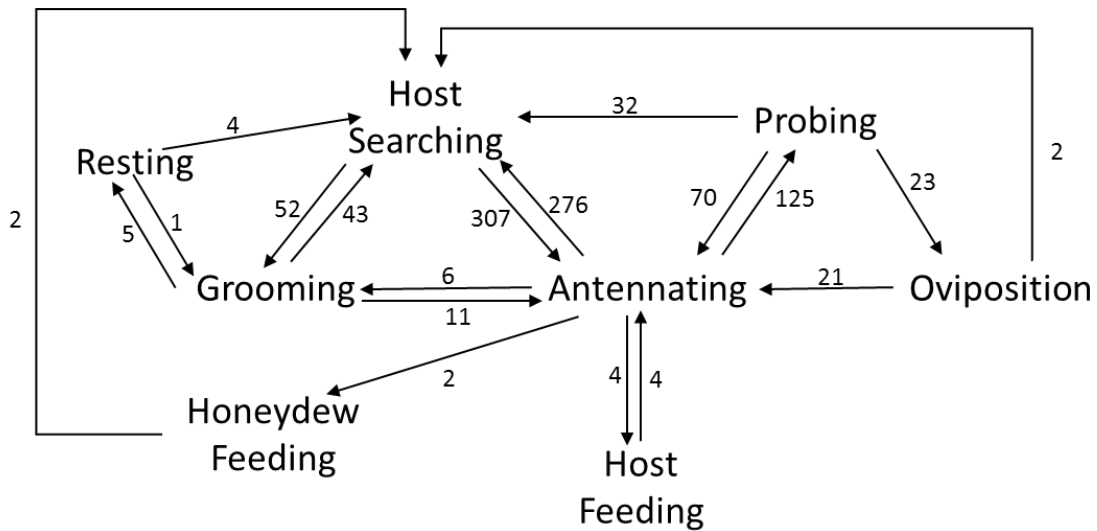 Host
Searching
Probing
Resting
4
32
2
2
52
43
307
276
70
125
23
5
1
Grooming
6
11
Antennating
21
Oviposition
2
4
4
Honeydew
Feeding
Host
Feeding